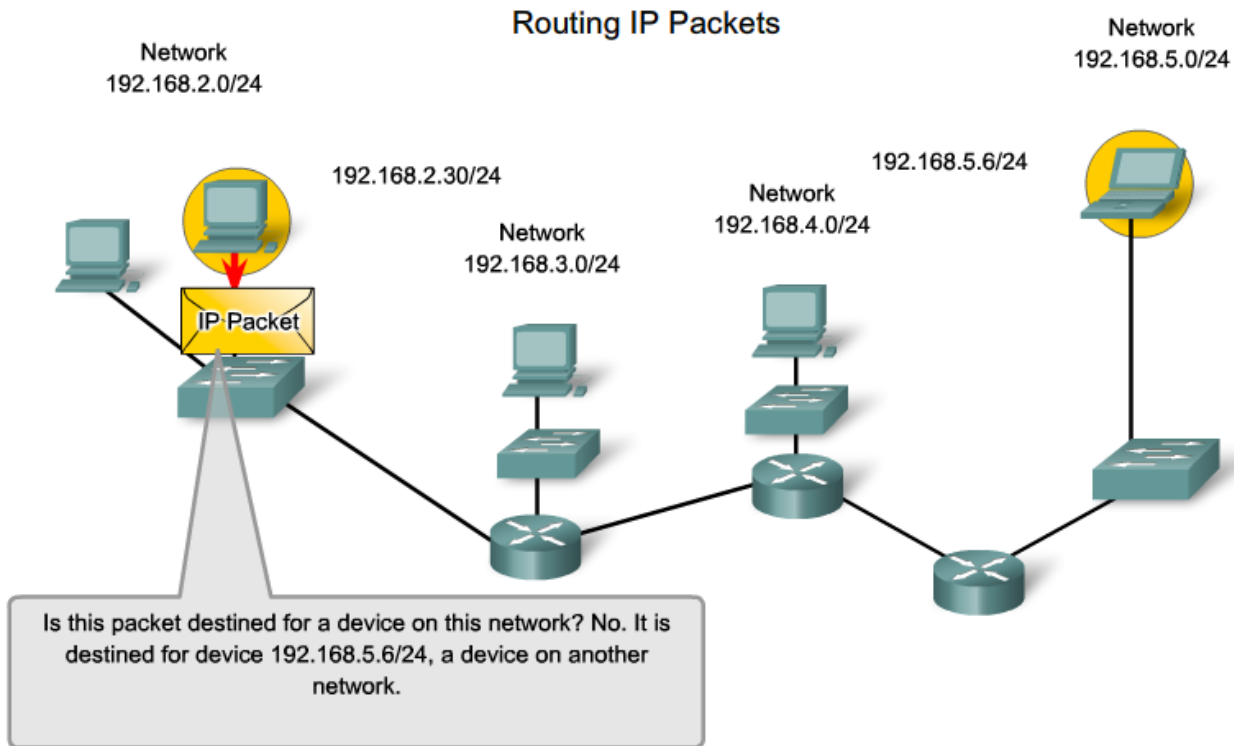 Routing IP Packets
Network
192.168.2.0/24
Network
192.168.5.0/24
192.168.2.30/24
192.168.5.6/24
Network
192.168.4.0/24
Network
192.168.3.0/24
IP Packet
Is this packet destined for a device on this network? No. It is
destined for device 192.168.5.6/24, a device on another
network.